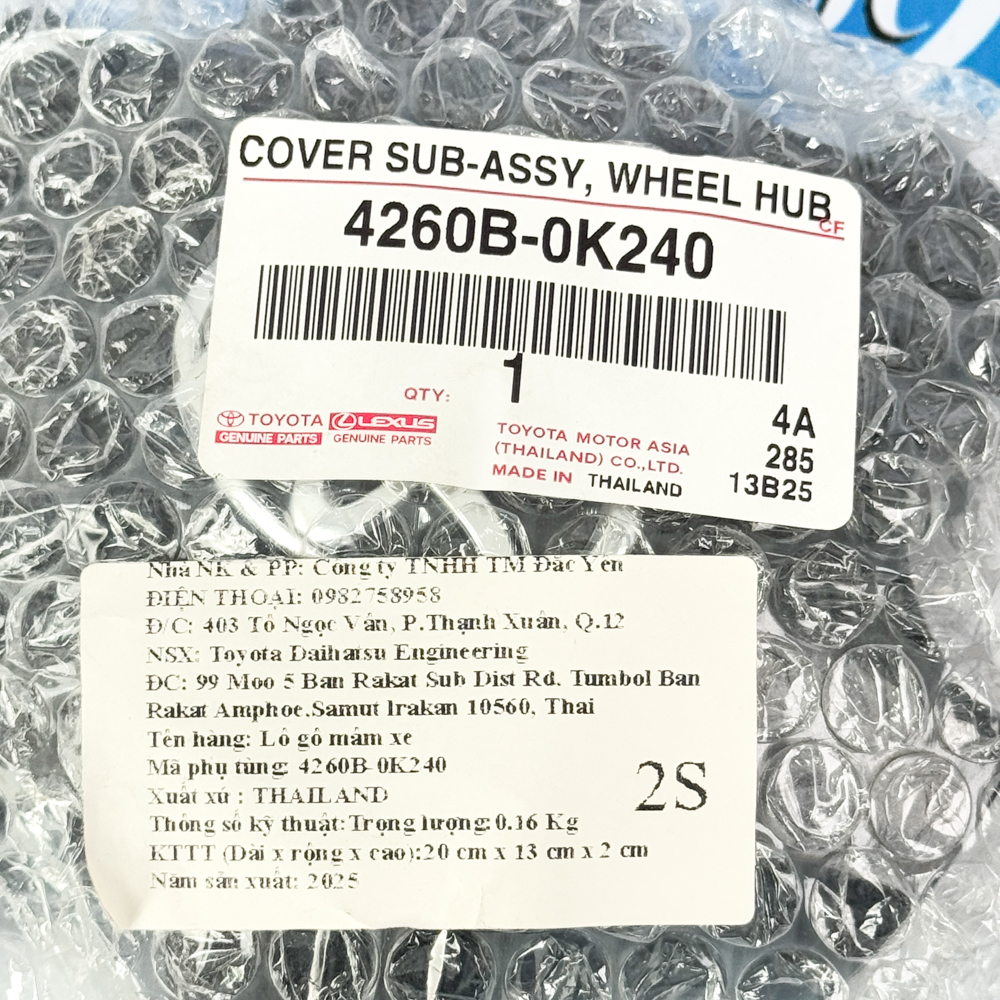 COVER SUB-ASSY, WHEEL HUB
CF
4260B-0K240
QTY: 1
TOYOTA
GENUINE PARTS
LEXUS
GENUINE PARTS
TOYOTA MOTOR ASIA
(THAILAND) CO.,LTD.
MADE IN THAILAND
4A
285
13B25
Nhà NK & PP: Công ty TNHH TM Đắc Yến
ĐIỆN THOẠI: 0982758958
Đ/C: 403 Tô Ngọc Vân, P.Thạnh Xuân, Q.12
NSX: Toyota Daihatsu Engineering
ĐC: 99 Moo 5 Ban Rakat Sub Dist Rd. Tumbol Ban
Rakat Amphoe.Samut Irakan 10560, Thai
Tên hàng: Lô gô mâm xe
Mã phụ tùng: 4260B-0K240
Xuất xứ : THAILAND
Thông số kỹ thuật:Trọng lượng:0.16 Kg
KTTT (Dài x rộng x cao):20 cm x 13 cm x 2 cm
Năm sản xuất: 2025
2S